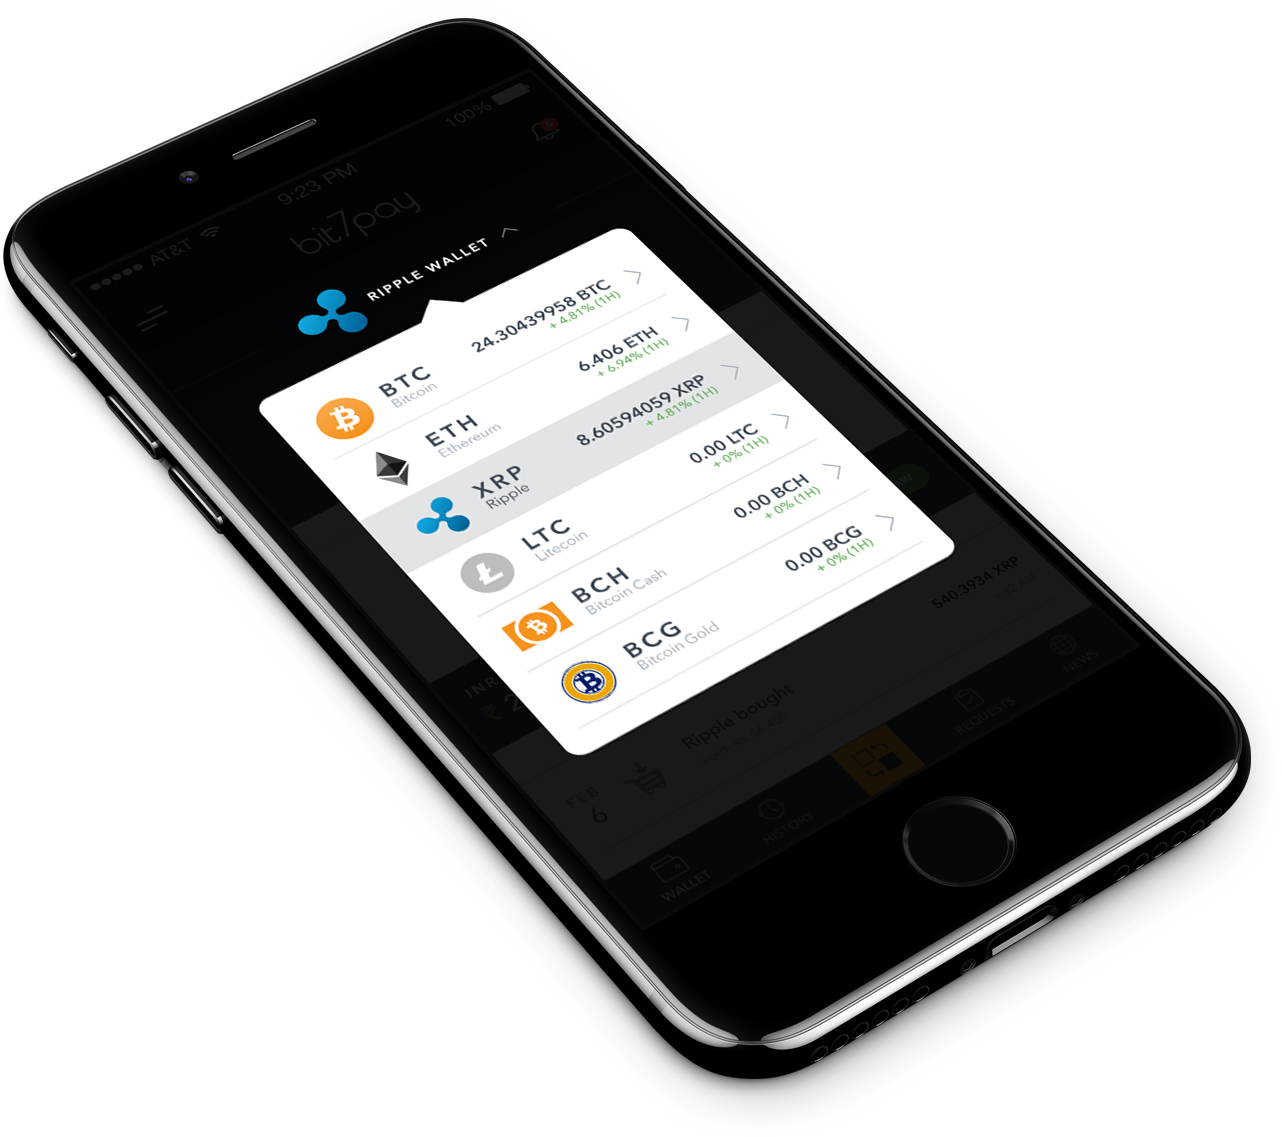 AT&T
9:23 PM
100%
bit7pay
RIPPLE WALLET
BTC
Bitcoin
24.30439958 BTC
+ 4.81% (1H)
ETH
Ethereum
6.406 ETH
+ 6.94% (1H)
XRP
Ripple
8.60594059 XRP
+ 4.81% (1H)
LTC
Litecoin
0.00 LTC
+ 0% (1H)
BCH
Bitcoin Cash
0.00 BCH
+ 0% (1H)
BCG
Bitcoin Gold
0.00 BCG
+ 0% (1H)
540.3934 XRP
FEB
6
Ripple bought
WALLET
HISTORY
REQUESTS
NEWS